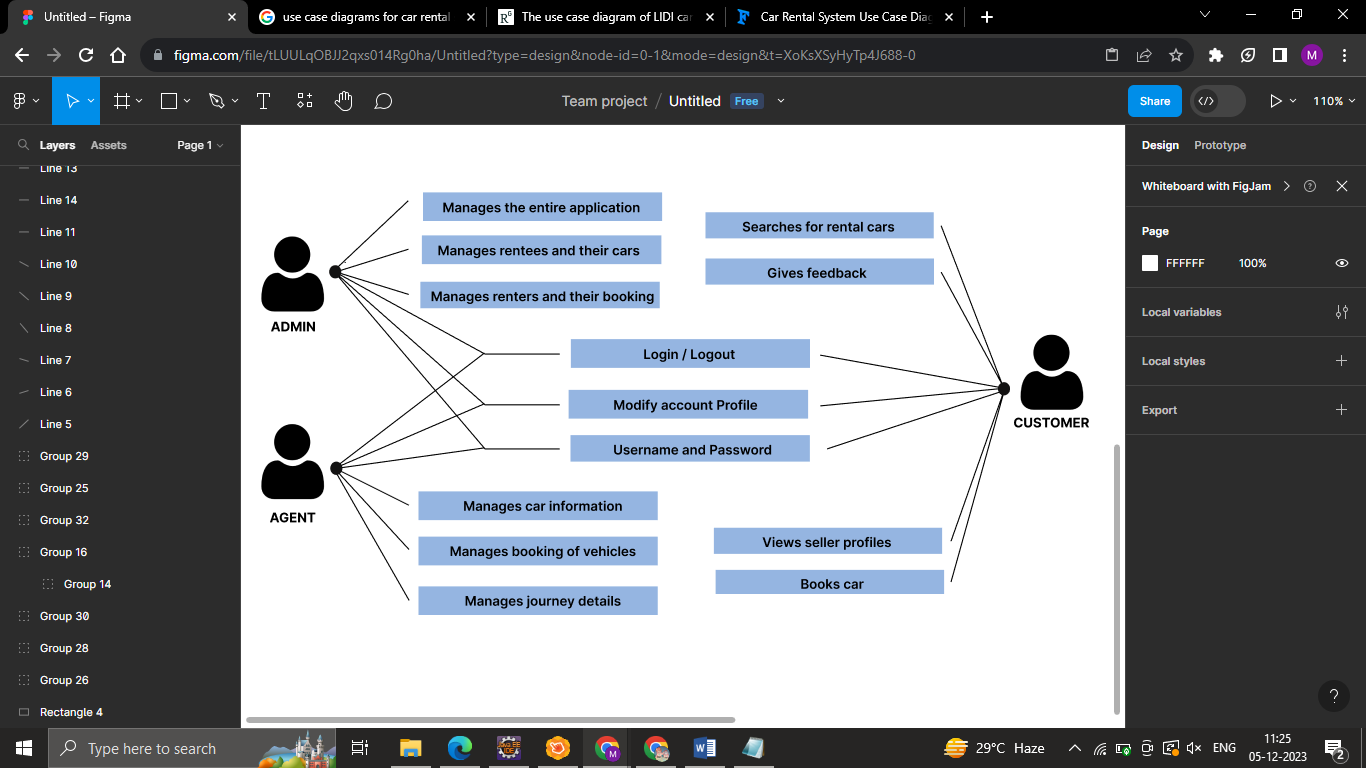 Untitled – Figma
use case diagrams for car rental
The use case diagram of LIDI car
Car Rental System Use Case Diag
figma.com/file/tLUULqOBJJ2qxs014Rg0ha/Untitled?type=design&node-id=0-1&mode=design&t=XoKsXSyHyTp4J688-0
M
Team project / Untitled Free
Share
110%
Layers Assets Page 1
Line 13
Line 14
Line 11
Line 10
Line 9
Line 8
Line 7
Line 6
Line 5
Group 29
Group 25
Group 32
Group 16
Group 14
Group 30
Group 28
Group 26
Rectangle 4
Manages the entire application
Manages rentees and their cars
Manages renters and their booking
ADMIN
Searches for rental cars
Gives feedback
Login / Logout
Modify account Profile
Username and Password
CUSTOMER
AGENT
Manages car information
Manages booking of vehicles
Manages journey details
Views seller profiles
Books car
Design Prototype
Whiteboard with FigJam
Page
FFFFFF 100%
Local variables
Local styles
Export
?
Type here to search
29°C Haze
ENG
11:25
05-12-2023
2